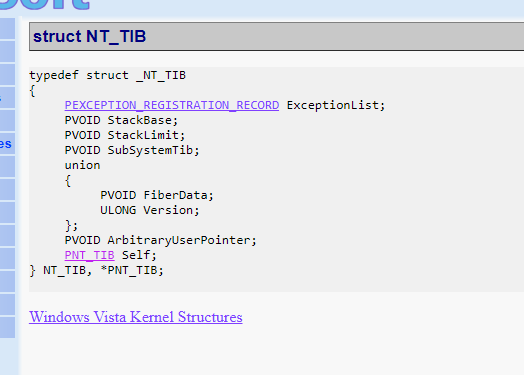 struct NT_TIB
typedef struct _NT_TIB
{
PEXCEPTION_REGISTRATION_RECORD ExceptionList;
PVOID StackBase;
PVOID StackLimit;
PVOID SubSystemTib;
union
{
PVOID FiberData;
ULONG Version;
};
PVOID ArbitraryUserPointer;
PNT_TIB Self;
} NT_TIB, *PNT_TIB;
Windows Vista Kernel Structures